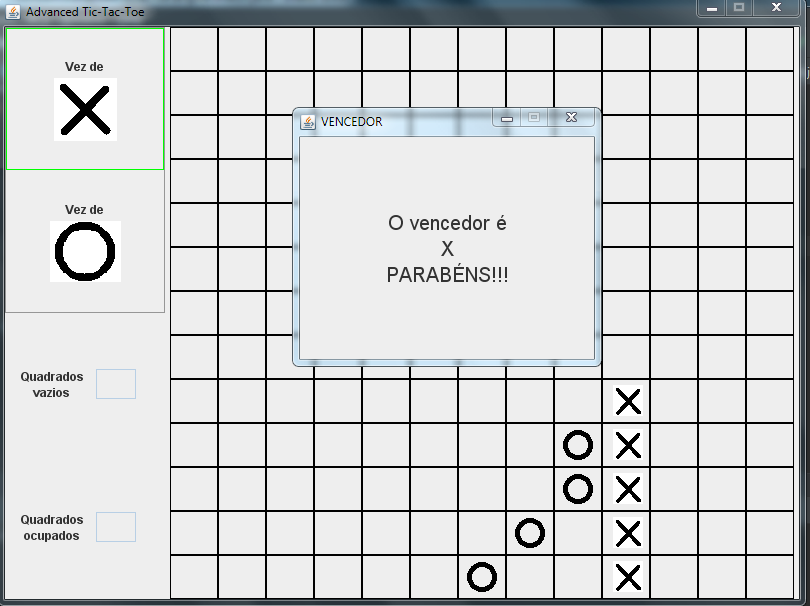 Advanced Tic-Tac-Toe
Vez de
Vez de
Quadrados
vazios
Quadrados
ocupados
VENCEDOR
O vencedor é
X
PARABÉNS!!!